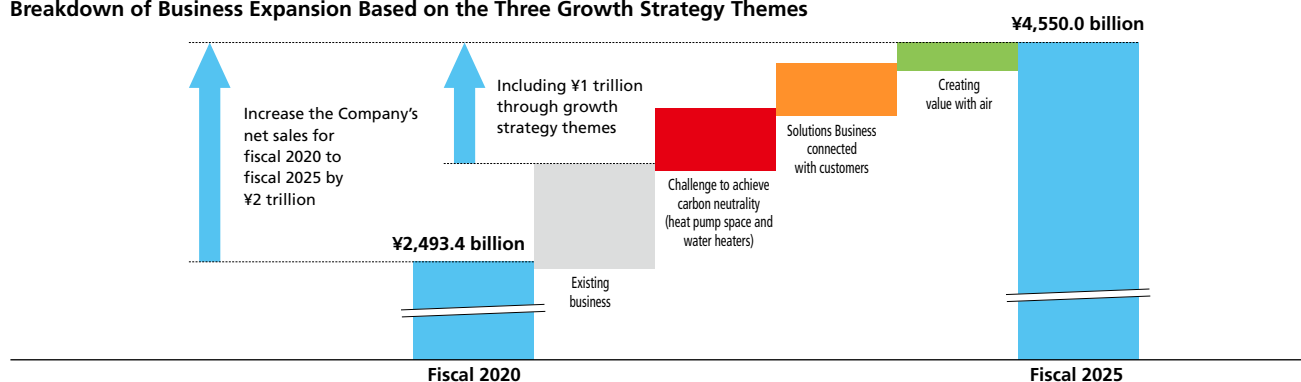 Breakdown of Business Expansion Based on the Three Growth Strategy Themes
¥4,550.0 billion
Including ¥1 trillion
through growth
strategy themes
Increase the Company's
net sales for
fiscal 2020 to
fiscal 2025 by
¥2 trillion
Creating
value with air
Solutions Business
connected
with customers
Challenge to achieve
carbon neutrality
(heat pump space and
water heaters)
¥2,493.4 billion
Existing
business
Fiscal 2020
Fiscal 2025